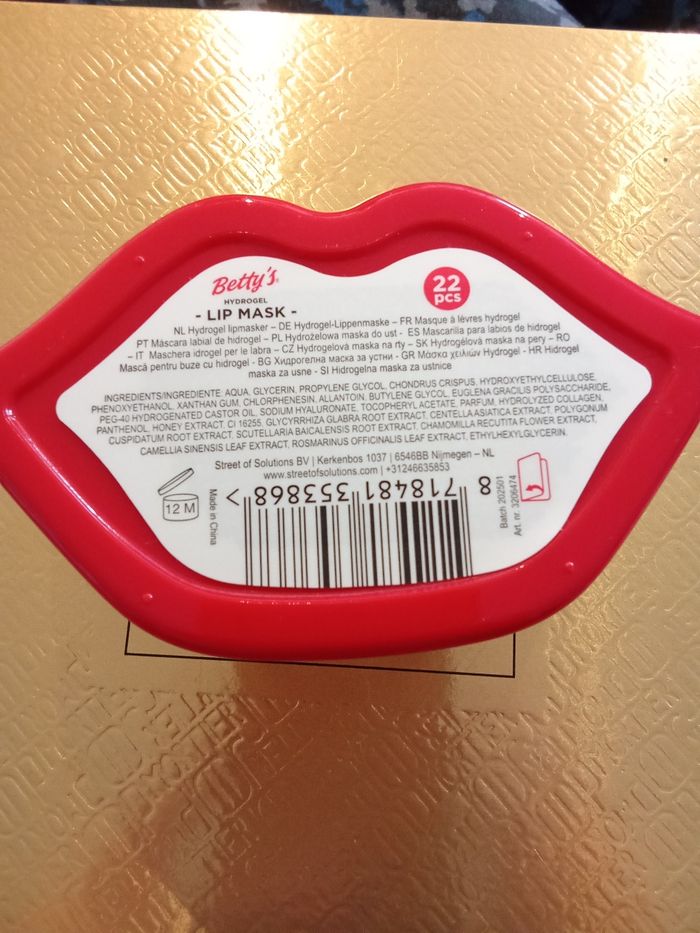 Betty's
HYDROGEL
- LIP MASK -
22
pcs
NL Hydrogel lipmasker – DE Hydrogel-Lippenmaske – FR Masque à lèvres hydrogel
PT Máscara labial de hidrogel – PL Hydrożelowa maska do ust - ES Mascarilla para labios de hidrogel
– IT Maschera idrogel per le labra – CZ Hydrogelová maska na rty – SK Hydrogélová maska na pery – RO
Mască pentru buze cu hidrogel - BG Хидрогелна маска за устни - GR Μάσκα χειλιών Hydrogel - HR Hidrogel
maska za usne - SI Hidrogelna maska za ustnice
INGREDIENTS/INGREDIENTE: AQUA, GLYCERIN, PROPYLENE GLYCOL, CHONDRUS CRISPUS, HYDROXYETHYLCELLULOSE,
PHENOXYETHANOL, XANTHAN GUM, CHLORPHENESIN, ALLANTOIN, BUTYLENE GLYCOL, EUGLENA GRACILIS POLYSACCHARIDE,
PEG-40 HYDROGENATED CASTOR OIL, SODIUM HYALURONATE, TOCOPHERYL ACETATE, PARFUM, HYDROLYZED COLLAGEN,
PANTHENOL, HONEY EXTRACT, CI 16255, GLYCYRRHIZA GLABRA ROOT EXTRACT, CENTELLA ASIATICA EXTRACT, POLYGONUM
CUSPIDATUM ROOT EXTRACT, SCUTELLARIA BAICALENSIS ROOT EXTRACT, CHAMOMILLA RECUTITA FLOWER EXTRACT,
CAMELLIA SINENSIS LEAF EXTRACT, ROSMARINUS OFFICINALIS LEAF EXTRACT, ETHYLHEXYLGLYCERIN.
Street of Solutions BV | Kerkenbos 1037 | 6546BB Nijmegen – NL
www.streetofsolutions.com | +31246635853
12 M
Made in China
8 718481 353868 >
Batch 202501
Art. nr. 3206474